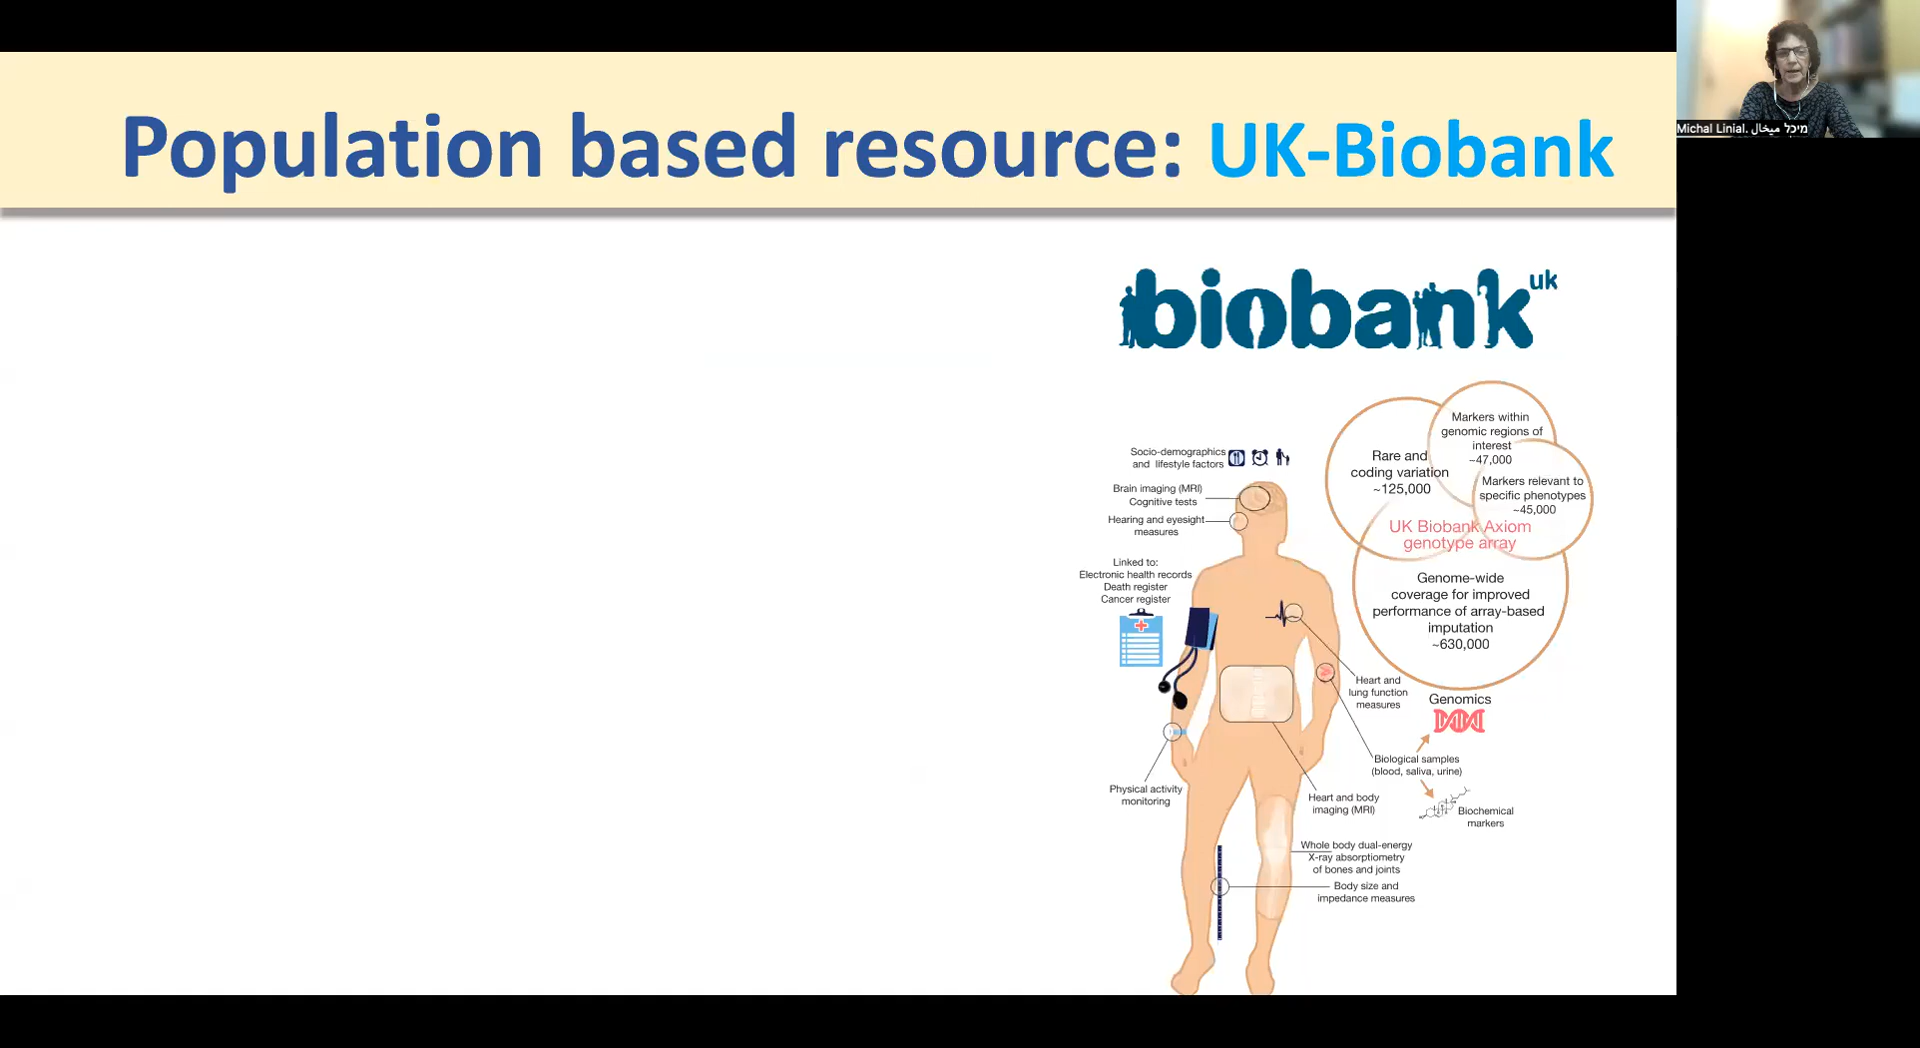 Population based resource: UK-Biobank
Michal Linial. מיכל ميخال
biobank uk
Socio-demographics
and lifestyle factors
Brain imaging (MRI)
Cognitive tests
Hearing and eyesight
measures
Linked to:
Electronic health records
Death register
Cancer register
Physical activity
monitoring
Markers within
genomic regions of
interest
~47,000
Rare and
coding variation
~125,000
Markers relevant to
specific phenotypes
~45,000
UK Biobank Axiom
genotype array
Genome-wide
coverage for improved
performance of array-based
imputation
~630,000
Heart and
lung function
measures
Genomics
Biological samples
(blood, saliva, urine)
Heart and body
imaging (MRI)
Biochemical
markers
Whole body dual-energy
X-ray absorptiometry
of bones and joints
Body size and
impedance measures